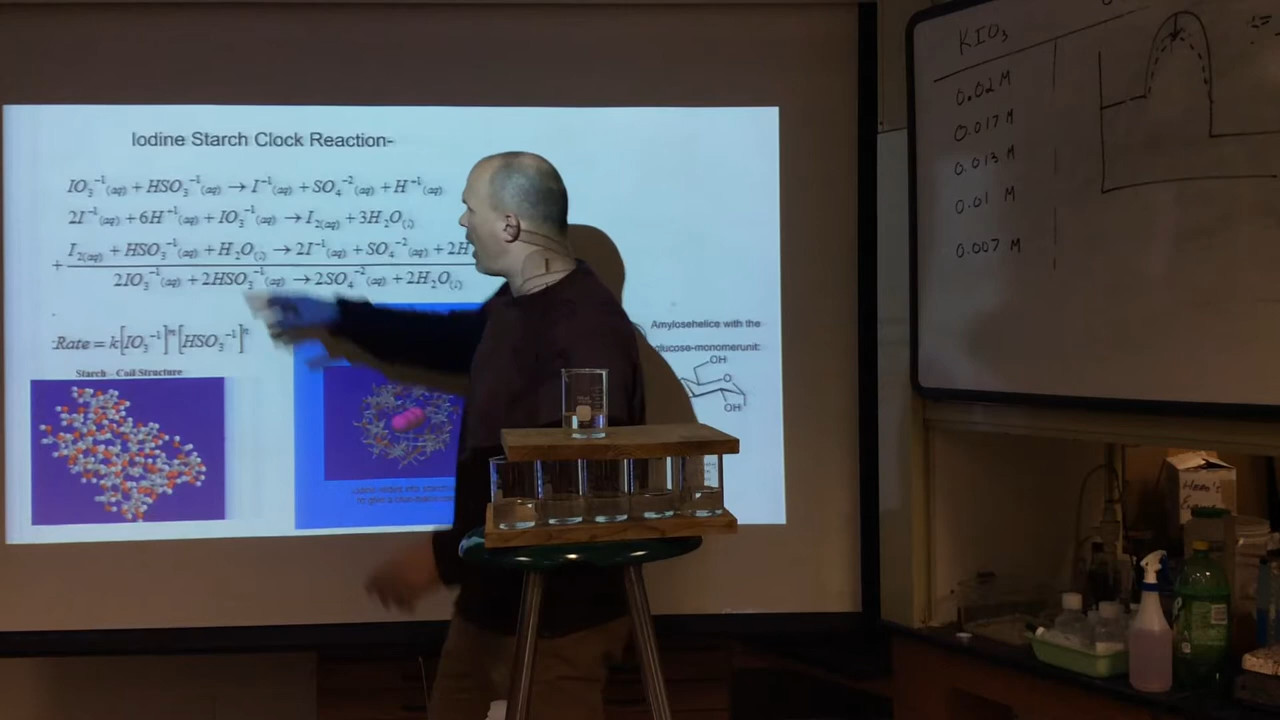 Iodine Starch Clock Reaction-
IO₃⁻¹(aq) + HSO₃⁻¹(aq) → I⁻¹(aq) + SO₄⁻²(aq) + H⁻¹(aq)
2I⁻¹(aq) + 6H⁻¹(aq) + IO₃⁻¹(aq) → I₂(aq) + 3H₂O(l)
I₂(aq) + HSO₃⁻¹(aq) + H₂O(l) → 2I⁻¹(aq) + SO₄⁻²(aq) + 2H
+
2IO₃⁻¹(aq) + 2HSO₃⁻¹(aq) → 2SO₄⁻²(aq) + 2H₂O(l)
:Rate = k[IO₃⁻¹]ᵐ[HSO₃⁻¹]ⁿ
Starch – Coil Structure
Amylosehelice with the
glucose-monomerunit:
OH
O
OH
KIO₃
0.02 M
0.017 M
0.013 M
0.01 M
0.007 M